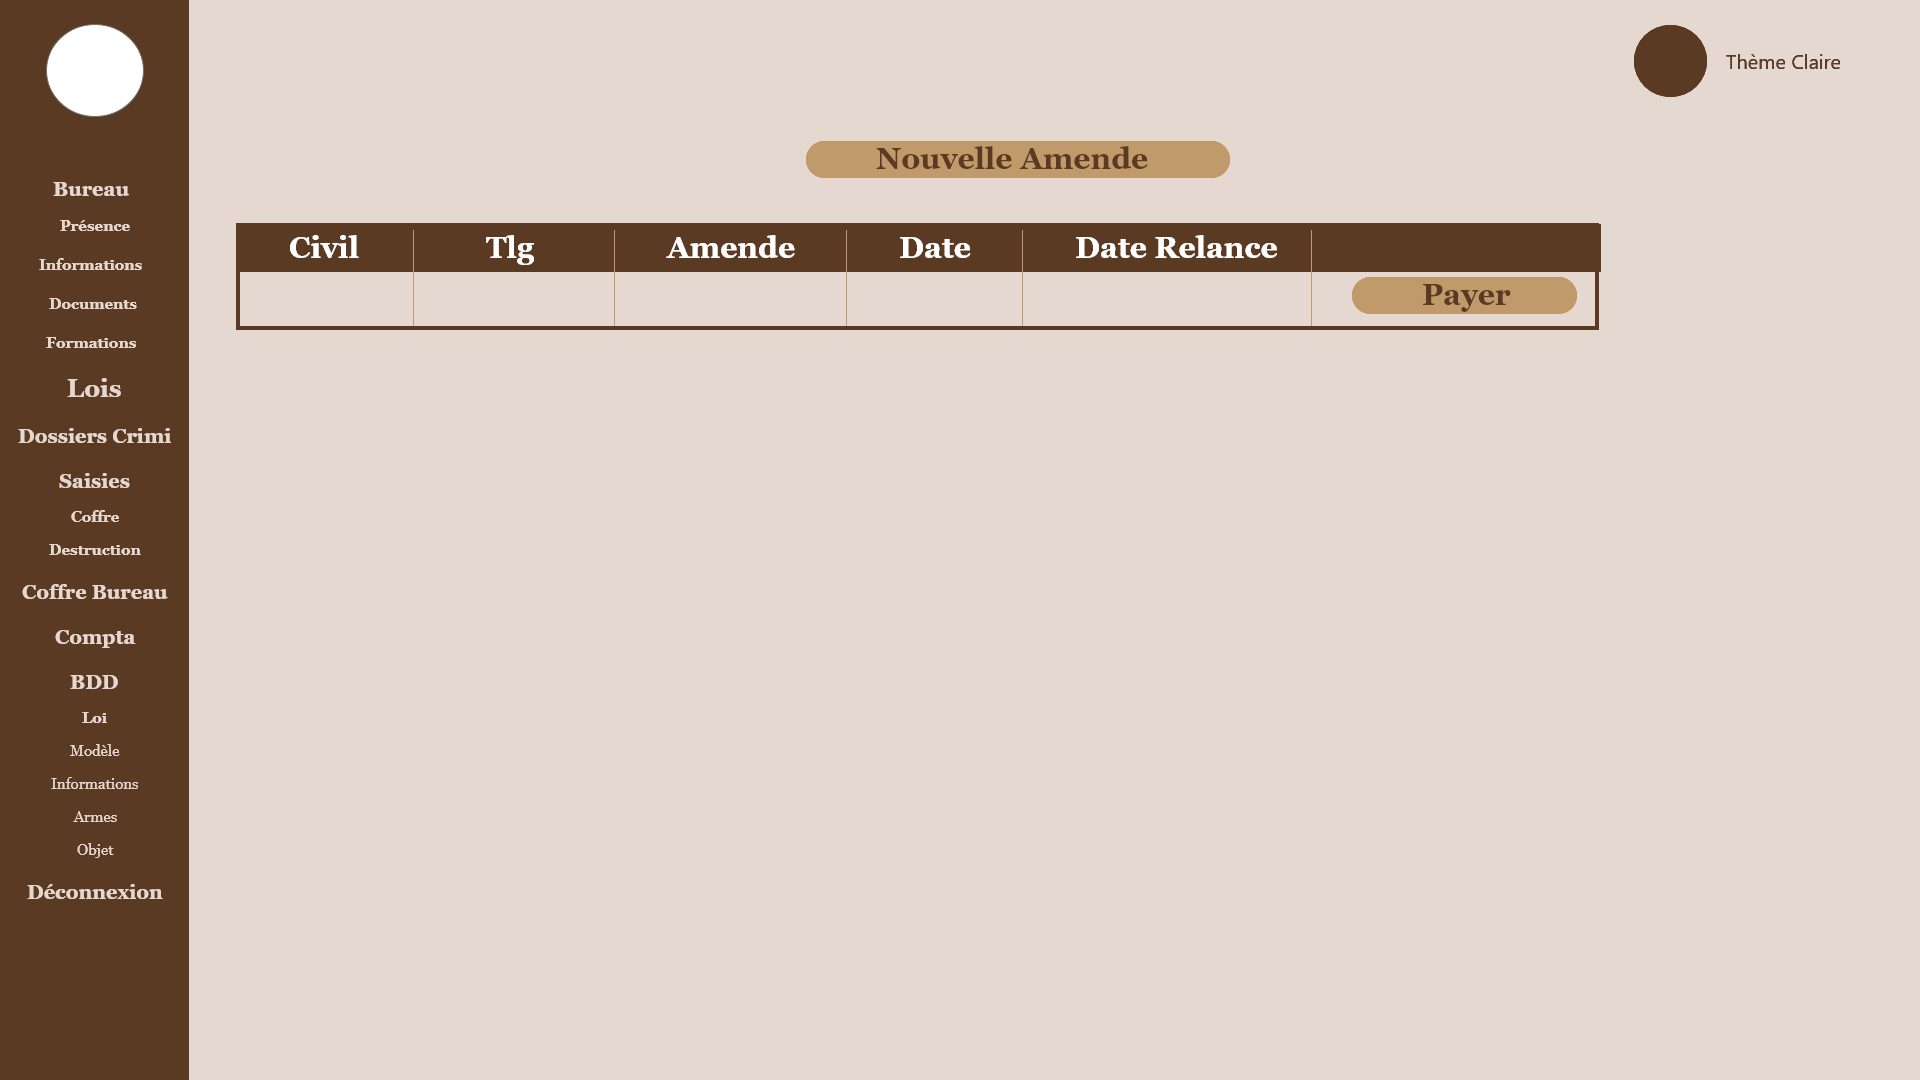 Thème Claire
Nouvelle Amende
Bureau
Présence
Informations
Documents
Formations
Lois
Dossiers Crimi
Saisies
Coffre
Destruction
Coffre Bureau
Compta
BDD
Loi
Modèle
Informations
Armes
Objet
Déconnexion
Civil Tlg Amende Date Date Relance
Payer